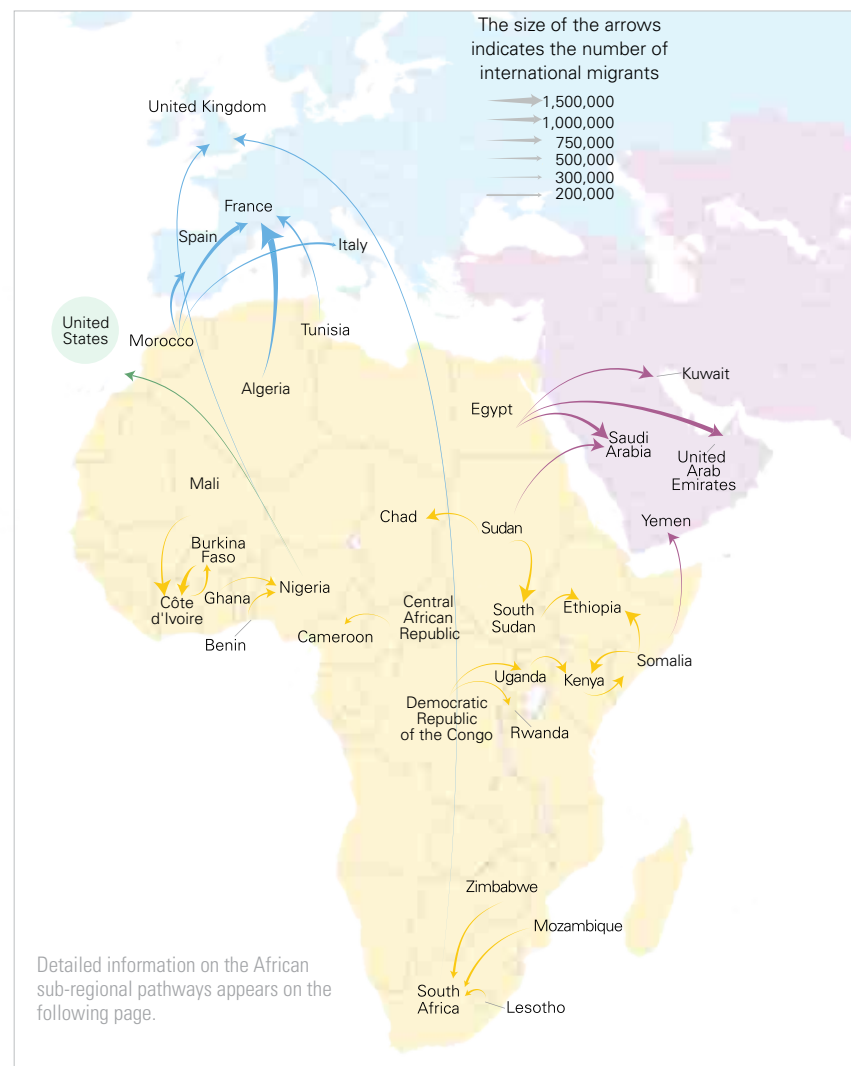 The size of the arrows
indicates the number of
international migrants
1,500,000
1,000,000
750,000
500,000
300,000
200,000
United Kingdom
France
Spain
Italy
United
States
Morocco
Tunisia
Algeria
Kuwait
Egypt
Saudi
Arabia
United
Arab
Emirates
Mali
Chad
Sudan
Yemen
Burkina
Faso
Nigeria
Côte
d'Ivoire
Ghana
Benin
Cameroon
Central
African
Republic
South
Sudan
Ethiopia
Somalia
Uganda
Kenya
Democratic
Republic
of the Congo
Rwanda
Zimbabwe
Mozambique
South
Africa
Lesotho
Detailed information on the African
sub-regional pathways appears on the
following page.